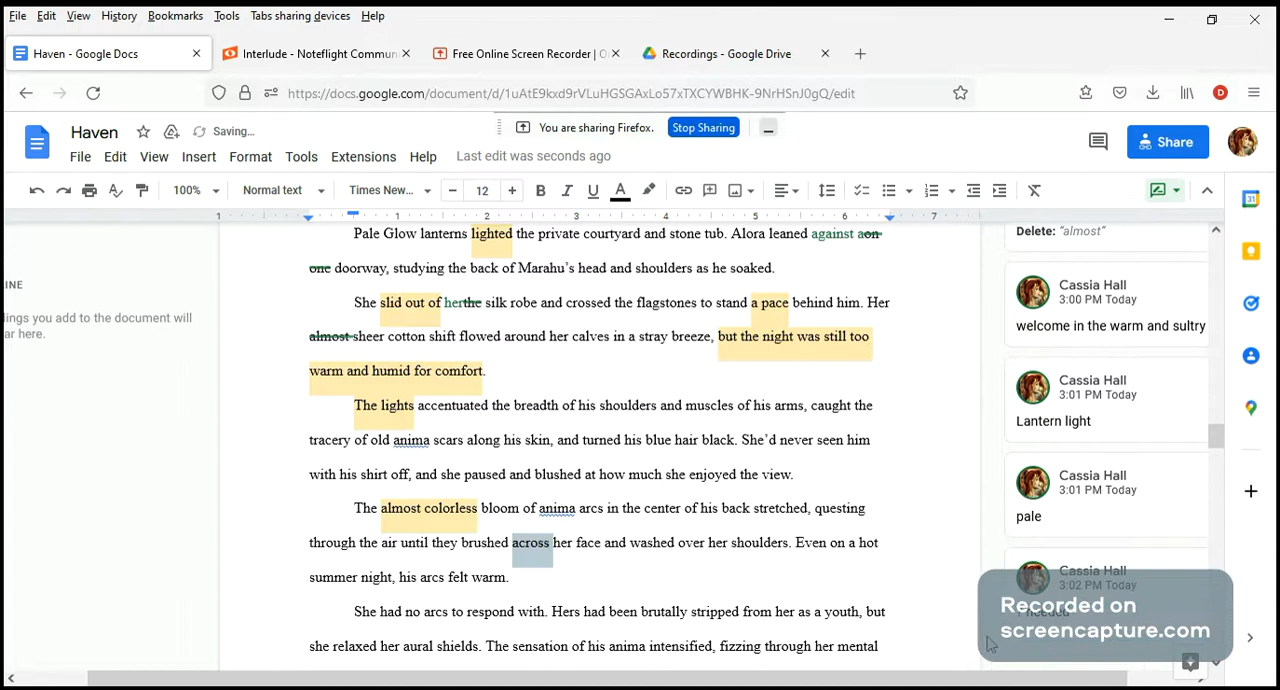 File Edit View History Bookmarks Tools Tabs sharing devices Help
Haven - Google Docs
Interlude - Noteflight Commun
Free Online Screen Recorder | O
Recordings - Google Drive
https://docs.google.com/document/d/1uAtE9kxd9rVLuHGSGAxLo57xTXCYWBHK-9NrHSnJ0gQ/edit
D
Haven
Saving...
You are sharing Firefox.
Stop Sharing
Share
File Edit View Insert Format Tools Extensions Help Last edit was seconds ago
100% Normal text Times New... 12 B I U A
1 1 2 3 4 5 6 7
31
Pale Glow lanterns lighted the private courtyard and stone tub. Alora leaned against aon
one doorway, studying the back of Marahu's head and shoulders as he soaked.
She slid out of herthe silk robe and crossed the flagstones to stand a pace behind him. Her
almost sheer cotton shift flowed around her calves in a stray breeze, but the night was still too
warm and humid for comfort.
The lights accentuated the breadth of his shoulders and muscles of his arms, caught the
tracery of old anima scars along his skin, and turned his blue hair black. She'd never seen him
with his shirt off, and she paused and blushed at how much she enjoyed the view.
The almost colorless bloom of anima arcs in the center of his back stretched, questing
through the air until they brushed across her face and washed over her shoulders. Even on a hot
summer night, his arcs felt warm.
She had no arcs to respond with. Hers had been brutally stripped from her as a youth, but
she relaxed her aural shields. The sensation of his anima intensified, fizzing through her mental
INE
lings you add to the document will
ar here.
Delete: "almost"
Cassia Hall
3:00 PM Today
welcome in the warm and sultry
Cassia Hall
3:01 PM Today
Lantern light
Cassia Hall
3:01 PM Today
pale
Cassia Hall
3:02 PM Today
Recorded on
screencapture.com